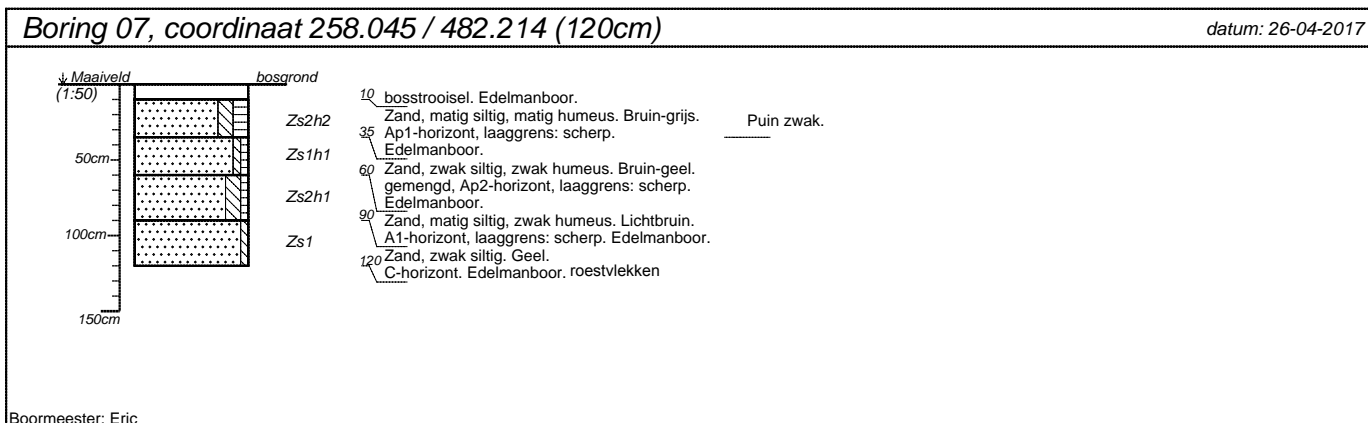 Boring 07, coordinaat 258.045 / 482.214 (120cm)
datum: 26-04-2017
Maaiveld
bosgrond
(1:50)
10 bosstrooisel. Edelmanboor.
Zand, matig siltig, matig humeus. Bruin-grijs.
Zs2h2
Puin zwak.
35 Ap1-horizont, laaggrens: scherp.
Edelmanboor.
50cm
Zs1h1
60 Zand, zwak siltig, zwak humeus. Bruin-geel.
gemengd, Ap2-horizont, laaggrens: scherp.
Zs2h1
Edelmanboor.
90 Zand, matig siltig, zwak humeus. Lichtbruin.
100cm
Zs1
A1-horizont, laaggrens: scherp. Edelmanboor.
Zand, zwak siltig. Geel.
120 C-horizont. Edelmanboor. roestvlekken
150cm
Boormeester: Eric